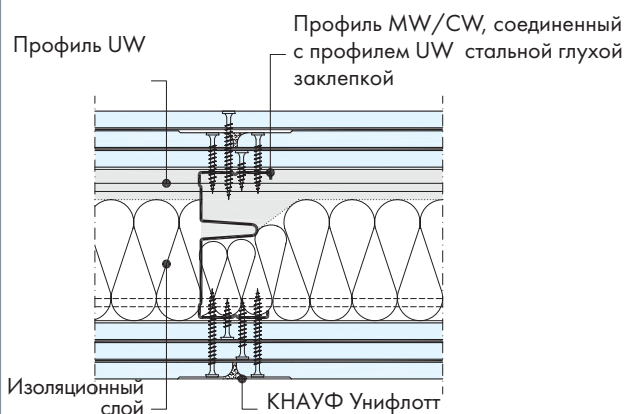 Профиль UW
Профиль MW/CW, соединенный
с профилем UW стальной глухой
заклепкой
Изоляционный
слой
КНАУФ Унифлотт